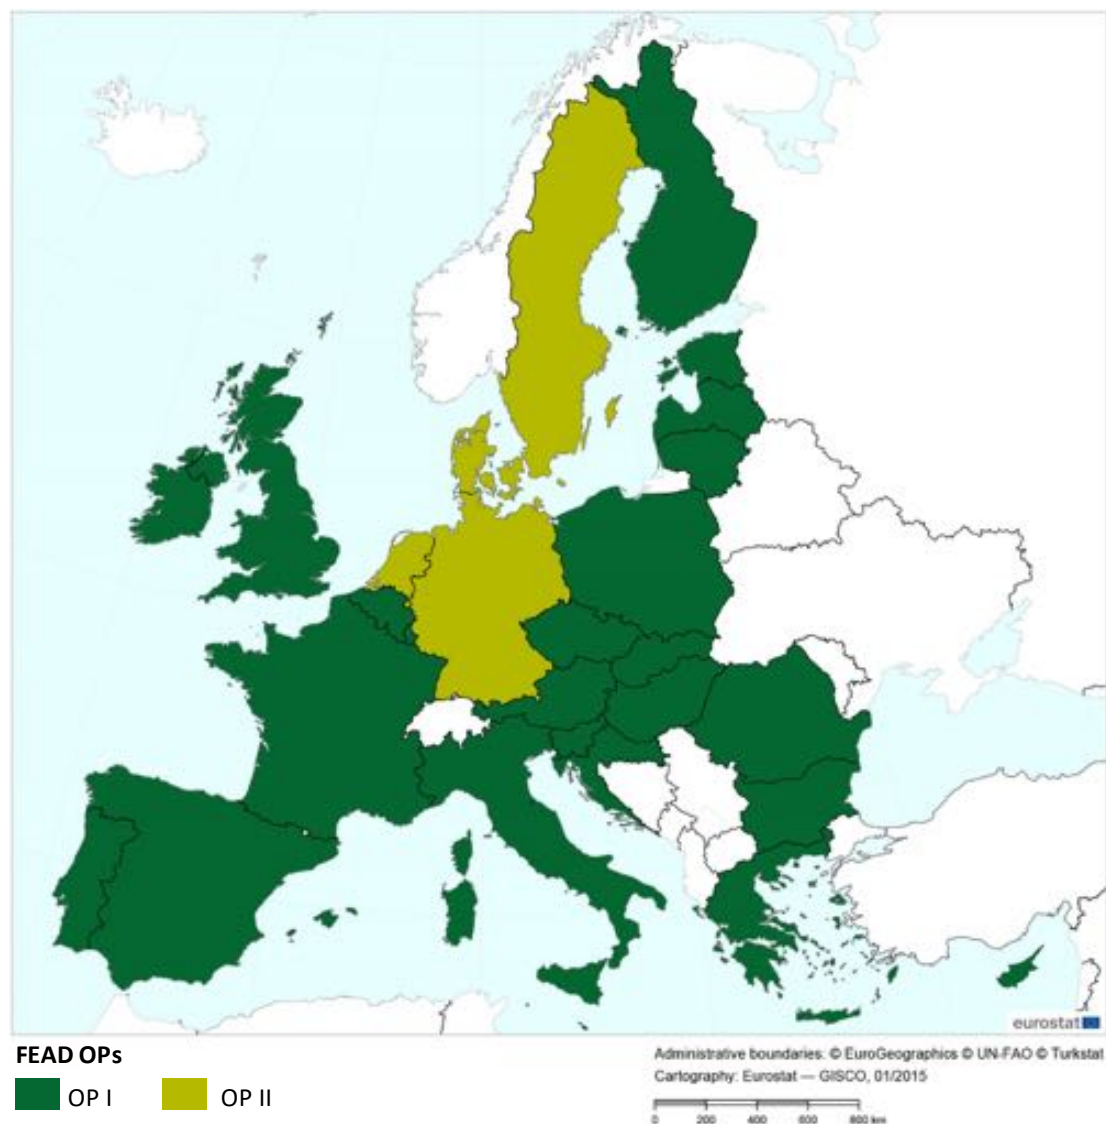 eurostat
FEAD OPs
OP I
OP II
Administrative boundaries: © EuroGeographics © UN-FAO © Turkstat
Cartography: Eurostat — GISCO, 01/2015
0 200 400 600 800 km